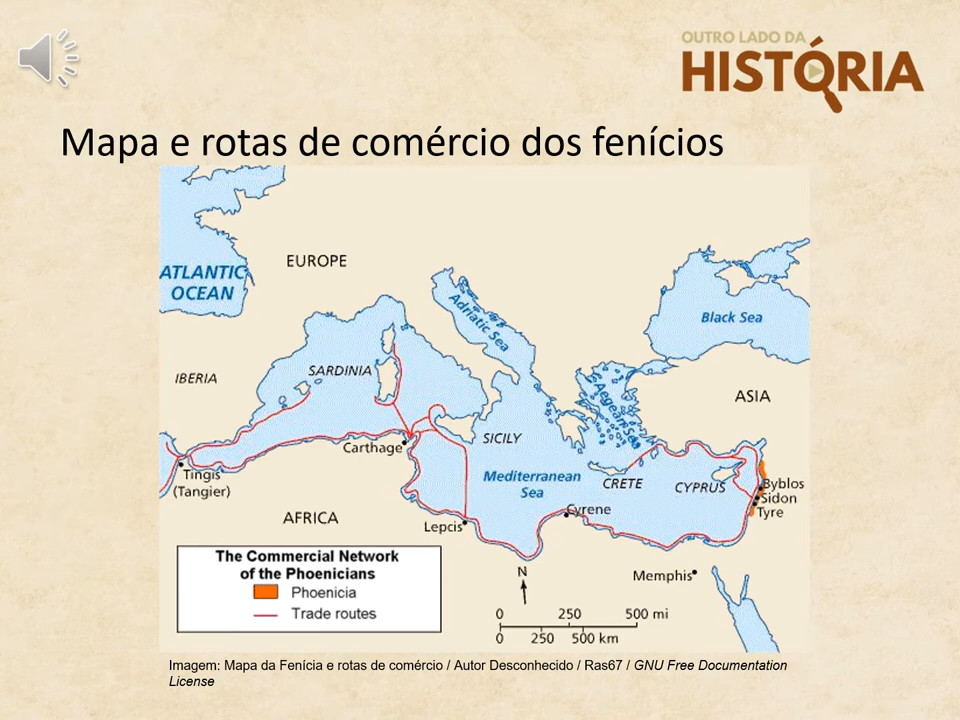 OUTRO LADO DA
HISTÓRIA
Mapa e rotas de comércio dos fenícios
EUROPE
ATLANTIC
OCEAN
Adriatic Sea
Black Sea
IBERIA
SARDINIA
ASIA
Aegean Sea
SICILY
Carthage
Tingis
(Tangier)
Mediterranean
Sea
CRETE
CYPRUS
Byblos
Sidon
Tyre
AFRICA
Lepcis
Cyrene
Memphis
The Commercial Network
of the Phoenicians
Phoenicia
Trade routes
N
0 250 500 mi
0 250 500 km
Imagem: Mapa da Fenícia e rotas de comércio / Autor Desconhecido / Ras67 / GNU Free Documentation
License